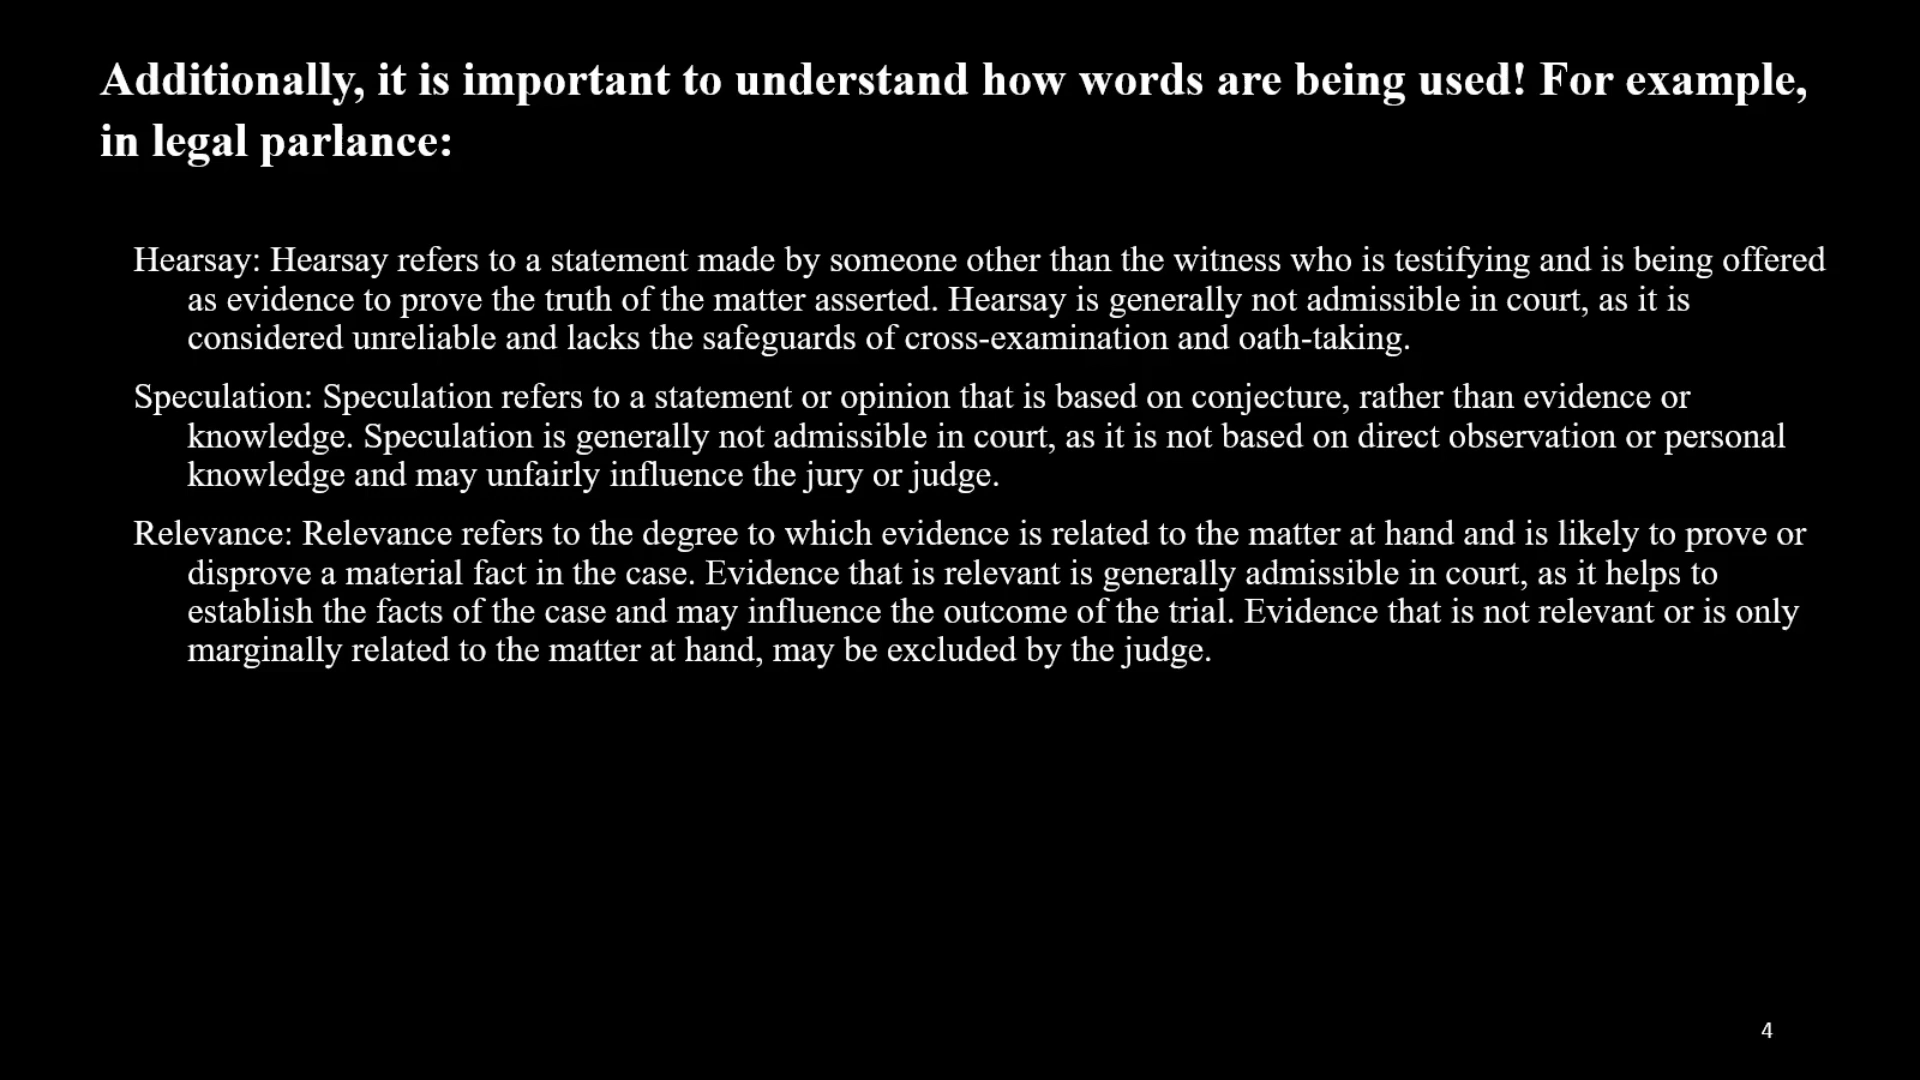 Additionally, it is important to understand how words are being used! For example,
in legal parlance:
Hearsay: Hearsay refers to a statement made by someone other than the witness who is testifying and is being offered
as evidence to prove the truth of the matter asserted. Hearsay is generally not admissible in court, as it is
considered unreliable and lacks the safeguards of cross-examination and oath-taking.
Speculation: Speculation refers to a statement or opinion that is based on conjecture, rather than evidence or
knowledge. Speculation is generally not admissible in court, as it is not based on direct observation or personal
knowledge and may unfairly influence the jury or judge.
Relevance: Relevance refers to the degree to which evidence is related to the matter at hand and is likely to prove or
disprove a material fact in the case. Evidence that is relevant is generally admissible in court, as it helps to
establish the facts of the case and may influence the outcome of the trial. Evidence that is not relevant or is only
marginally related to the matter at hand, may be excluded by the judge.
4